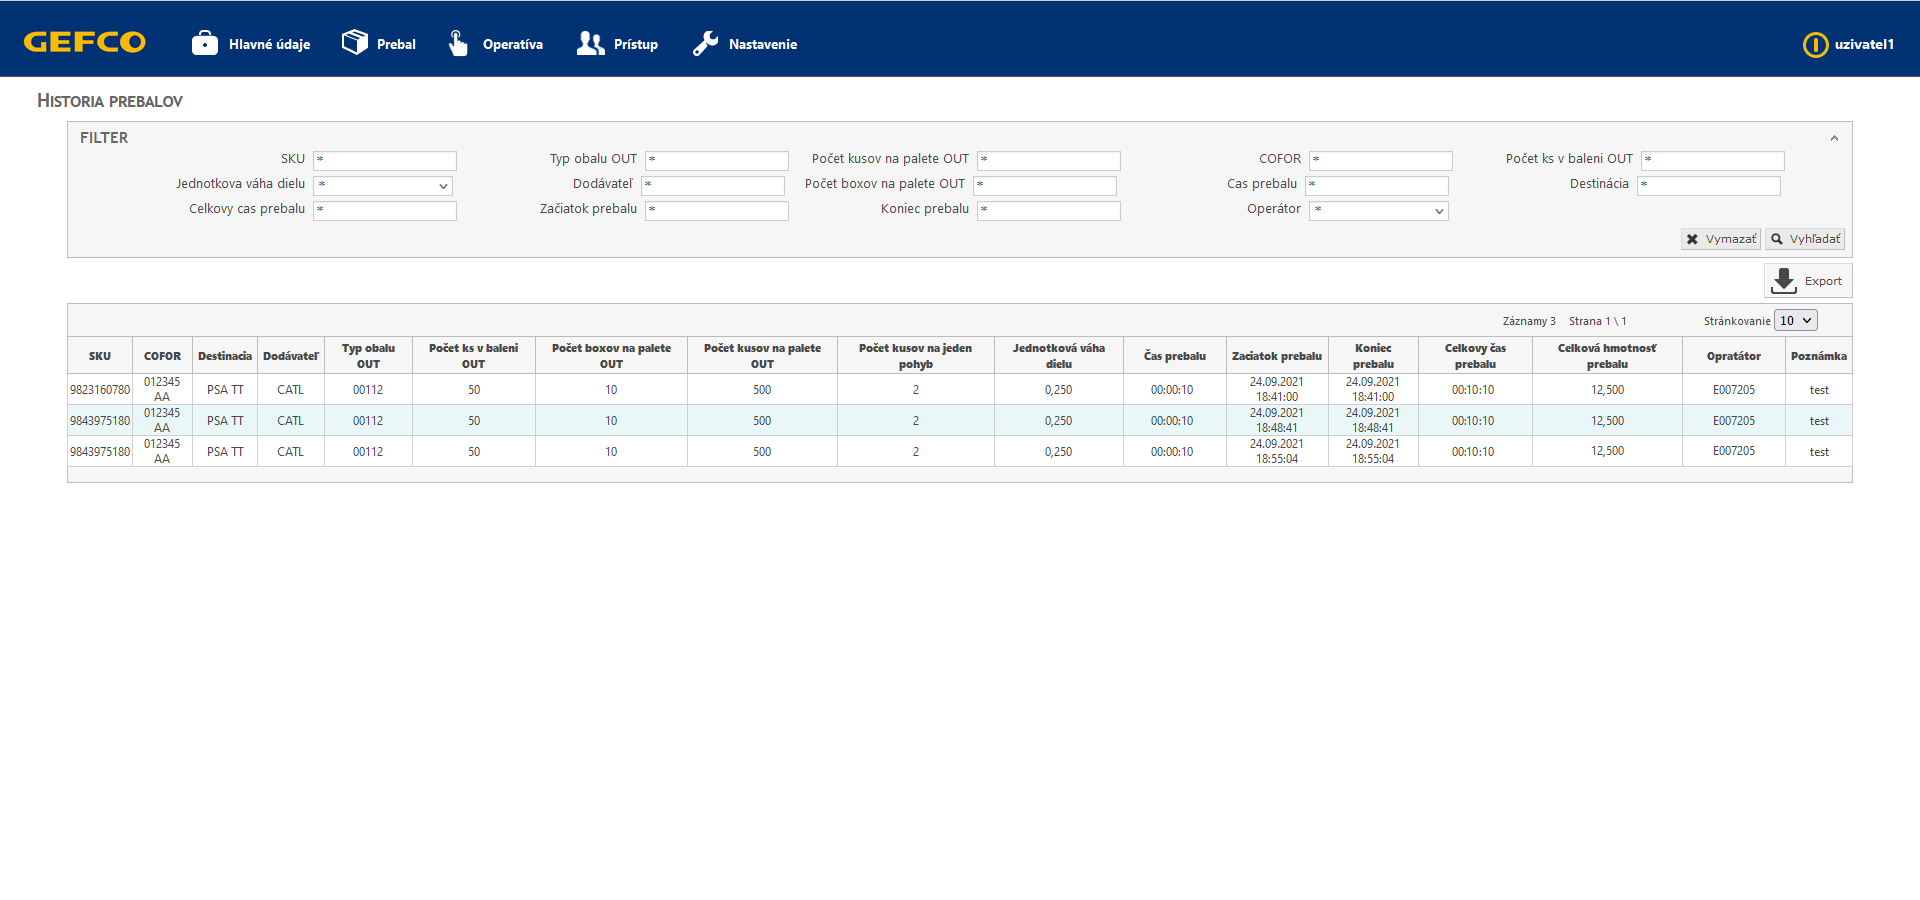 GEFCO Hlavné údaje Prebal Operatíva Prístup Nastavenie uzivatel1
HISTORIA PREBALOV
FILTER
SKU * Typ obalu OUT * Počet kusov na palete OUT * COFOR * Počet ks v baleni OUT *
Jednotkova váha dielu * Dodávateľ * Počet boxov na palete OUT * Cas prebalu * Destinácia *
Celkovy cas prebalu * Začiatok prebalu * Koniec prebalu * Operátor *
Vymazať Vyhľadať
Export
Záznamy 3 Strana 1 \ 1 Stránkovanie 10
SKU COFOR Destinacia Dodávateľ Typ obalu OUT Počet ks v baleni OUT Počet boxov na palete OUT Počet kusov na palete OUT Počet kusov na jeden pohyb Jednotková váha dielu Čas prebalu Zaciatok prebalu Koniec prebalu Celkovy čas prebalu Celková hmotnosť prebalu Opratátor Poznámka
9823160780 012345 AA PSA TT CATL 00112 50 10 500 2 0,250 00:00:10 24.09.2021 18:41:00 24.09.2021 18:41:00 00:10:10 12,500 E007205 test
9843975180 012345 AA PSA TT CATL 00112 50 10 500 2 0,250 00:00:10 24.09.2021 18:48:41 24.09.2021 18:48:41 00:10:10 12,500 E007205 test
9843975180 012345 AA PSA TT CATL 00112 50 10 500 2 0,250 00:00:10 24.09.2021 18:55:04 24.09.2021 18:55:04 00:10:10 12,500 E007205 test